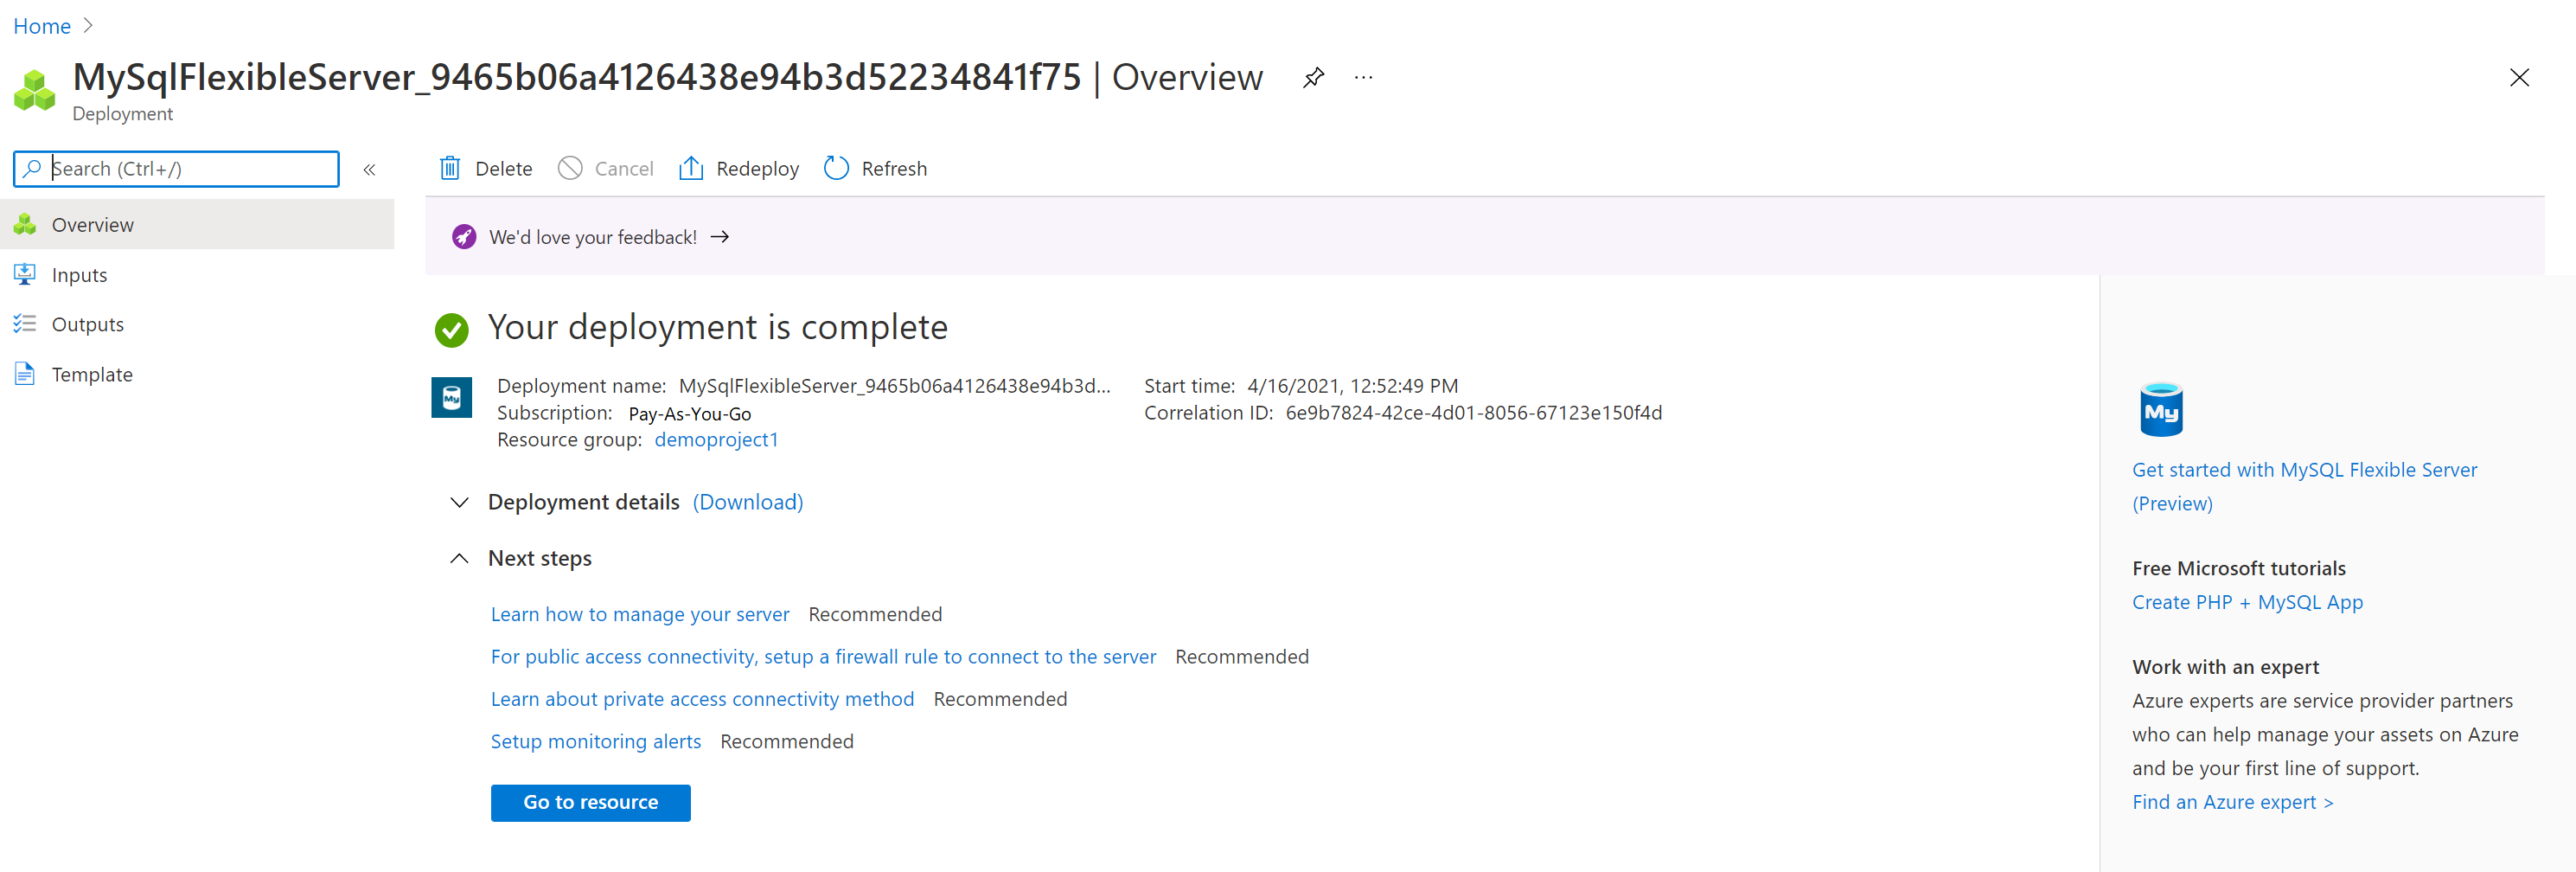 Home
MySqlFlexibleServer_9465b06a4126438e94b3d52234841f75 | Overview
Deployment
Search (Ctrl+/)
Overview
Inputs
Outputs
Template
Delete
Cancel
Redeploy
Refresh
We'd love your feedback! →
Your deployment is complete
Deployment name: MySqlFlexibleServer_9465b06a4126438e94b3d...
Subscription: Pay-As-You-Go
Resource group: demoproject1
Start time: 4/16/2021, 12:52:49 PM
Correlation ID: 6e9b7824-42ce-4d01-8056-67123e150f4d
Deployment details (Download)
Next steps
Learn how to manage your server Recommended
For public access connectivity, setup a firewall rule to connect to the server Recommended
Learn about private access connectivity method Recommended
Setup monitoring alerts Recommended
Go to resource
My
Get started with MySQL Flexible Server
(Preview)
Free Microsoft tutorials
Create PHP + MySQL App
Work with an expert
Azure experts are service provider partners
who can help manage your assets on Azure
and be your first line of support.
Find an Azure expert >